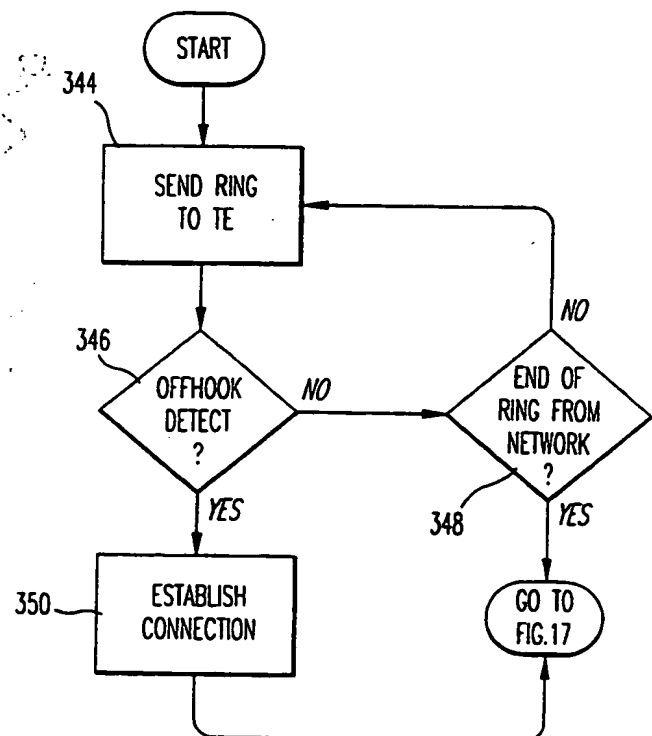 START
344
SEND RING
TO TE
346
OFFHOOK
DETECT
?
NO
YES
END OF
RING FROM
NETWORK
?
348
NO
YES
350
ESTABLISH
CONNECTION
GO TO
FIG.17